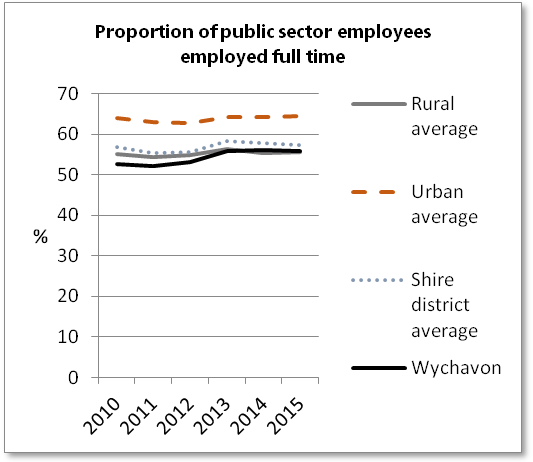 Proportion of public sector employees
employed full time
70
60
50
40
30
20
10
0
%
2010
2011
2012
2013
2014
2015
Rural
average
Urban
average
Shire
district
average
Wychavon